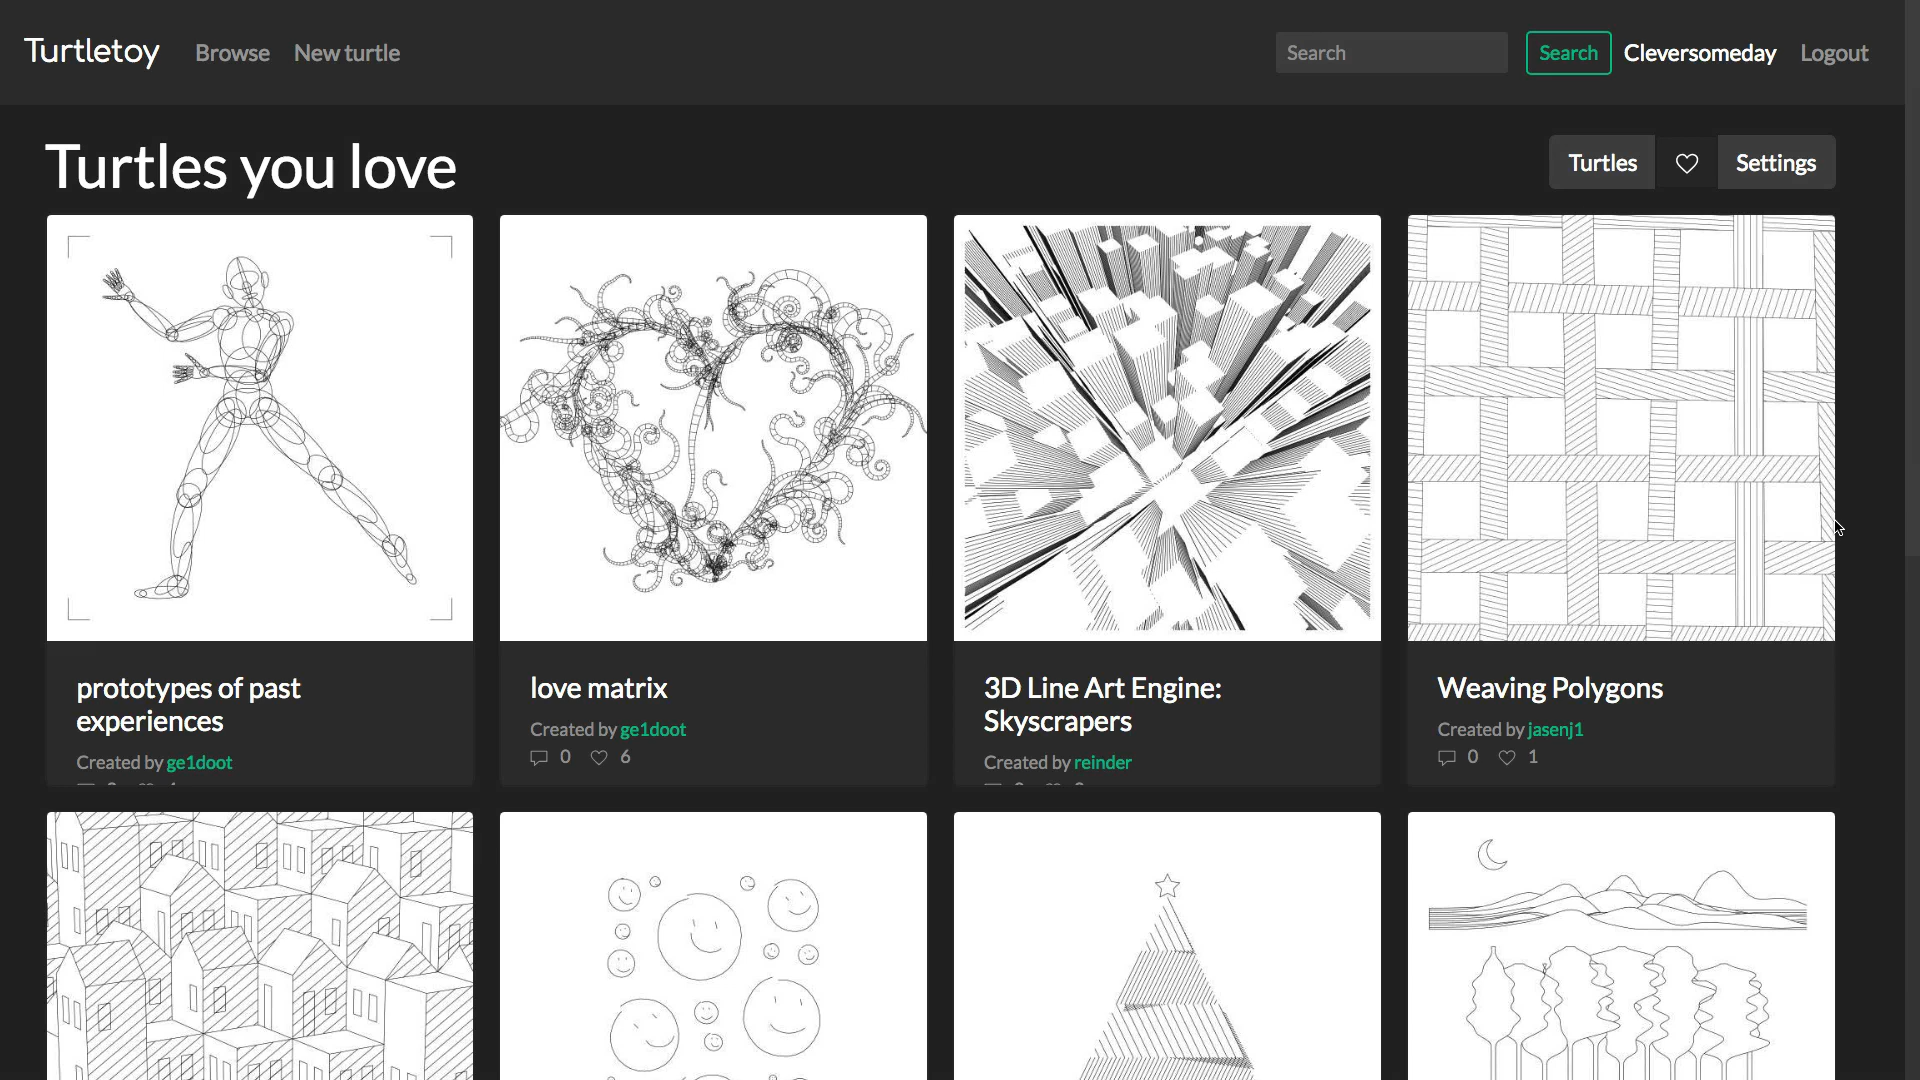 Turtletoy Browse New turtle Search Search Cleversomeday Logout
Turtles you love Turtles Settings
prototypes of past
experiences
Created by ge1doot
love matrix
Created by ge1doot
0 6
3D Line Art Engine:
Skyscrapers
Created by reinder
Weaving Polygons
Created by jasenj1
0 1